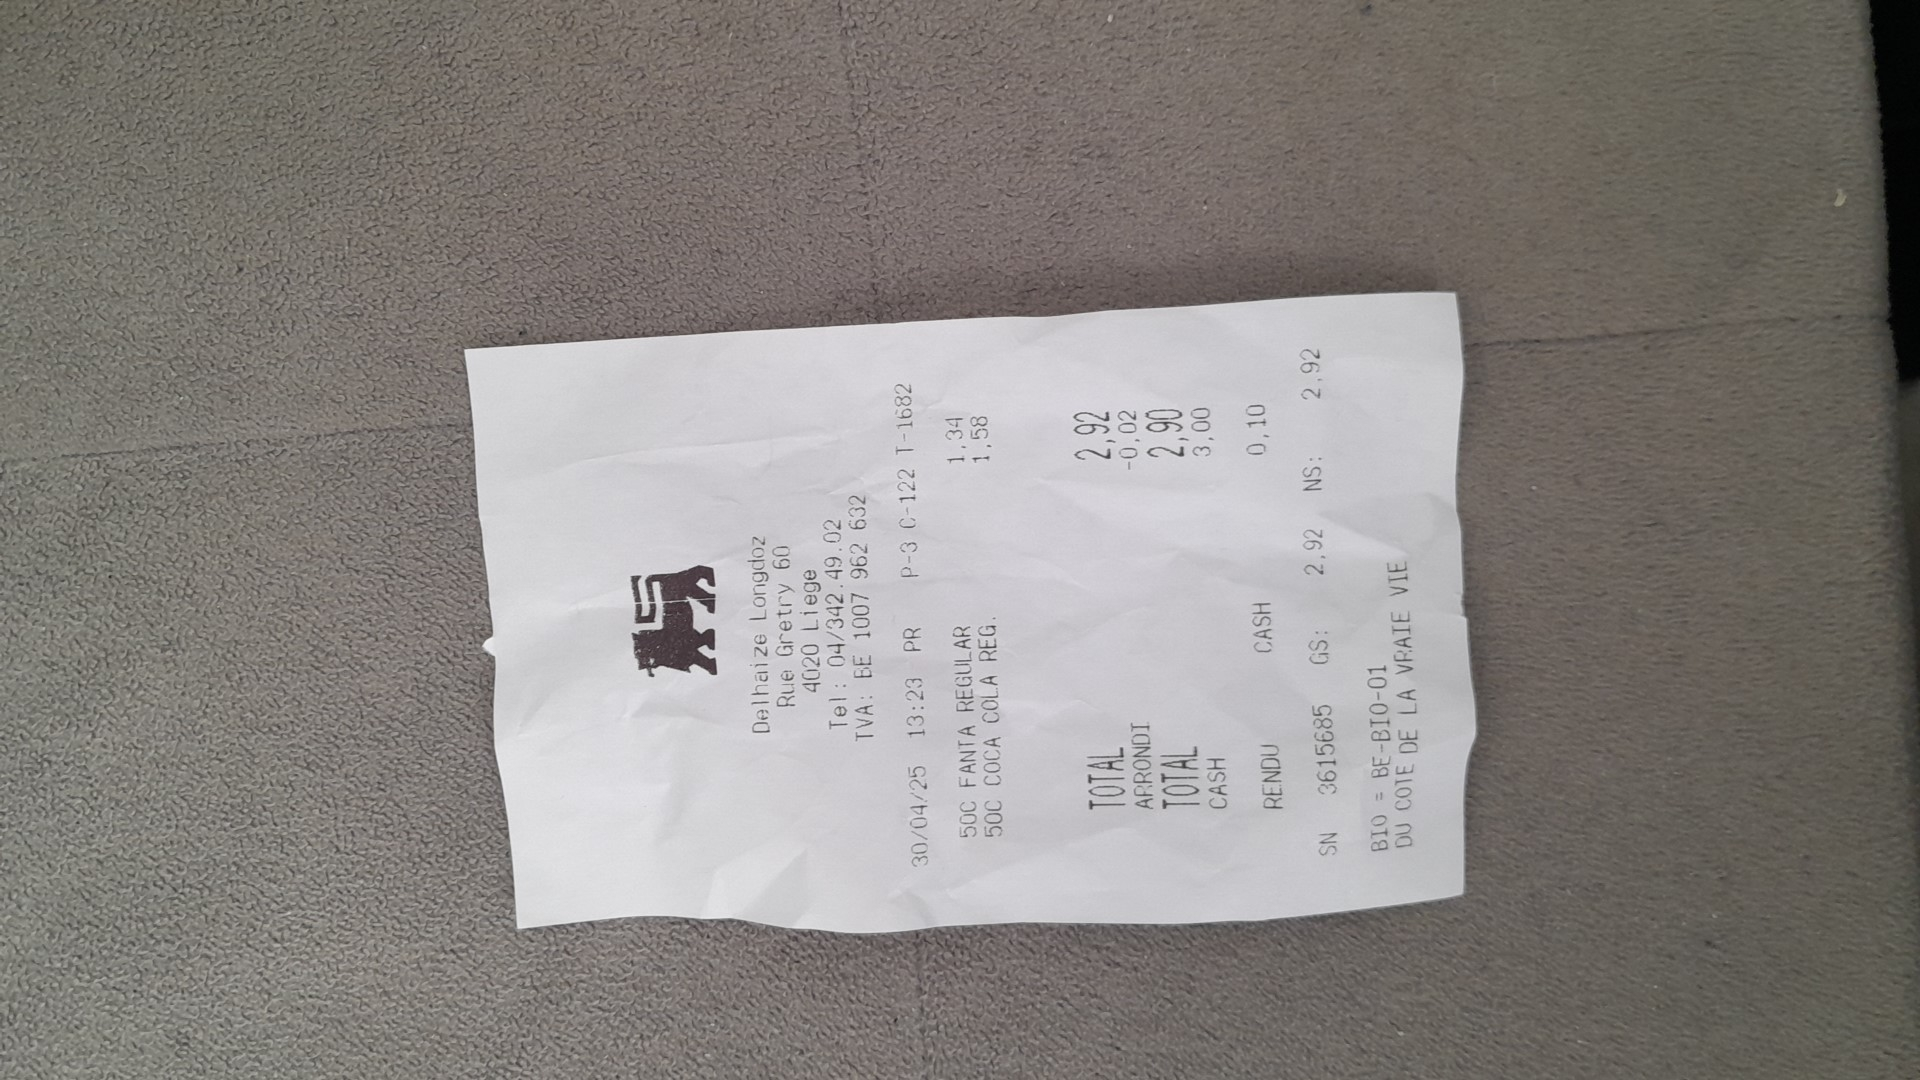 Delhaize Longdoz
Rue Gretry 60
4020 Liege
Tel: 04/342.49.02
TVA: BE 1007 962 632
30/04/25 13:23 PR P-3 C-122 T-1682
50C FANTA REGULAR 1,34
50C COCA COLA REG. 1,58
TOTAL 2,92
ARRONDI -0,02
TOTAL 2,90
CASH 3,00
RENDU CASH 0,10
SN 3615685 GS: 2,92 NS: 2,92
BIO = BE-BIO-01
DU COTE DE LA VRAIE VIE